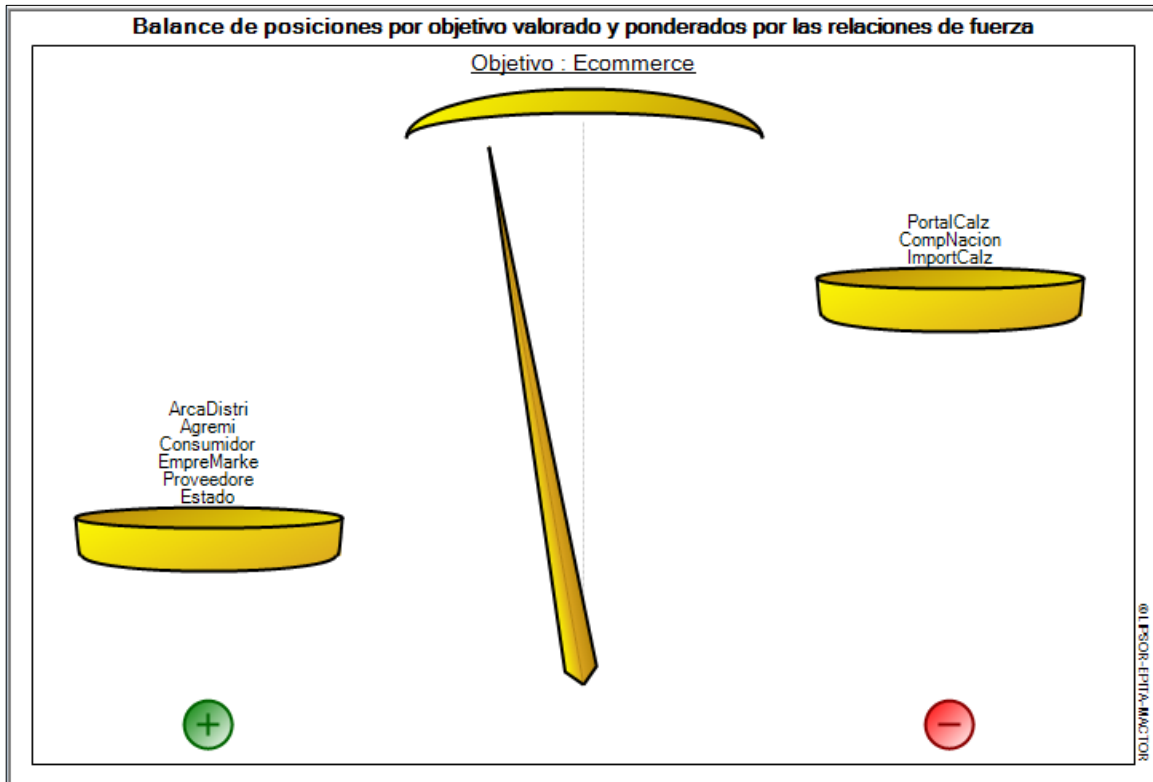 Balance de posiciones por objetivo valorado y ponderados por las relaciones de fuerza
Objetivo : Ecommerce
PortalCalz
CompNacion
ImportCalz
ArcaDistri
Agremi
Consumidor
EmpreMarke
Proveedore
Estado
+
−
© LIPSOR-EPITA-MACTOR